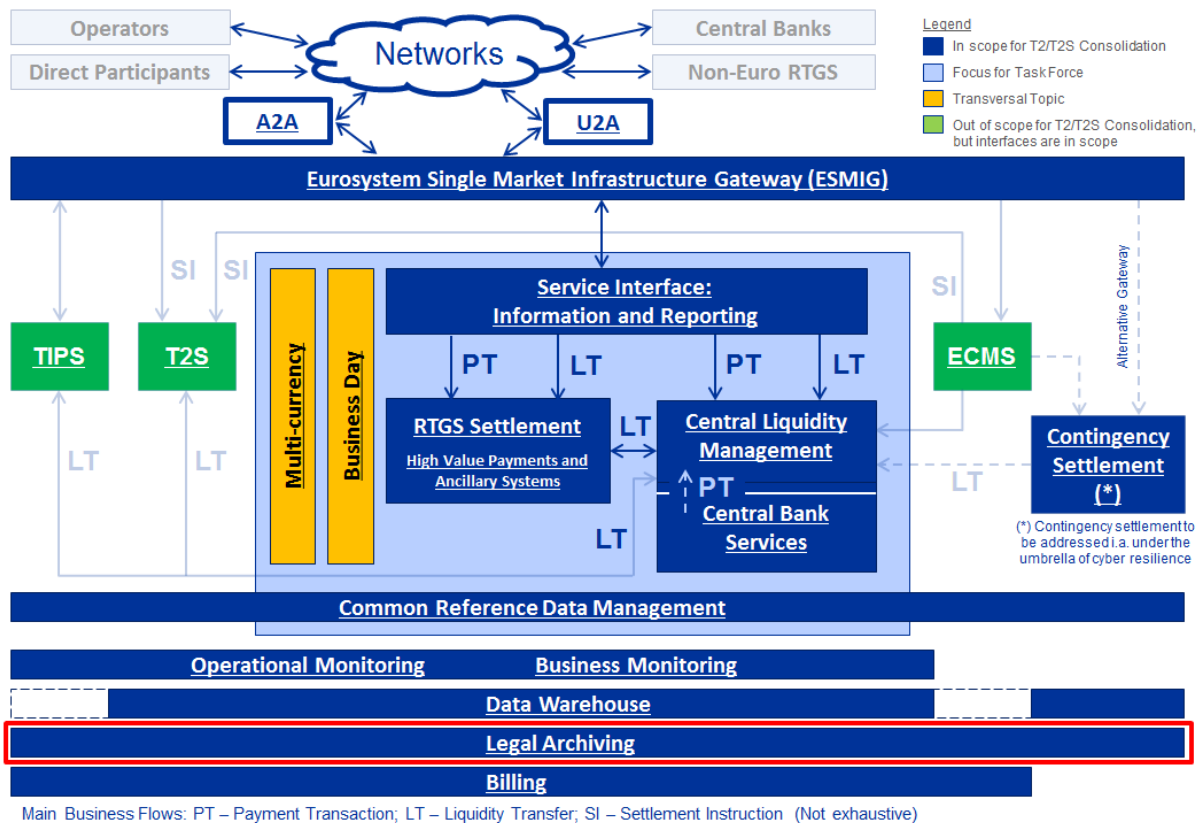 Operators
Direct Participants
Networks
Central Banks
Non-Euro RTGS
Legend
In scope for T2/T2S Consolidation
Focus for Task Force
Transversal Topic
Out of scope for T2/T2S Consolidation,
but interfaces are in scope
A2A
U2A
Eurosystem Single Market Infrastructure Gateway (ESMIG)
SI
SI
SI
Alternative Gateway
Multi-currency
Business Day
Service Interface:
Information and Reporting
TIPS
T2S
ECMS
PT
LT
PT
LT
RTGS Settlement
High Value Payments and
Ancillary Systems
LT
Central Liquidity
Management
PT
Central Bank
Services
Contingency
Settlement
(*)
LT
LT
LT
LT
(*) Contingency settlement to
be addressed i.a. under the
umbrella of cyber resilience
Common Reference Data Management
Operational Monitoring
Business Monitoring
Data Warehouse
Legal Archiving
Billing
Main Business Flows: PT – Payment Transaction; LT – Liquidity Transfer; SI – Settlement Instruction (Not exhaustive)